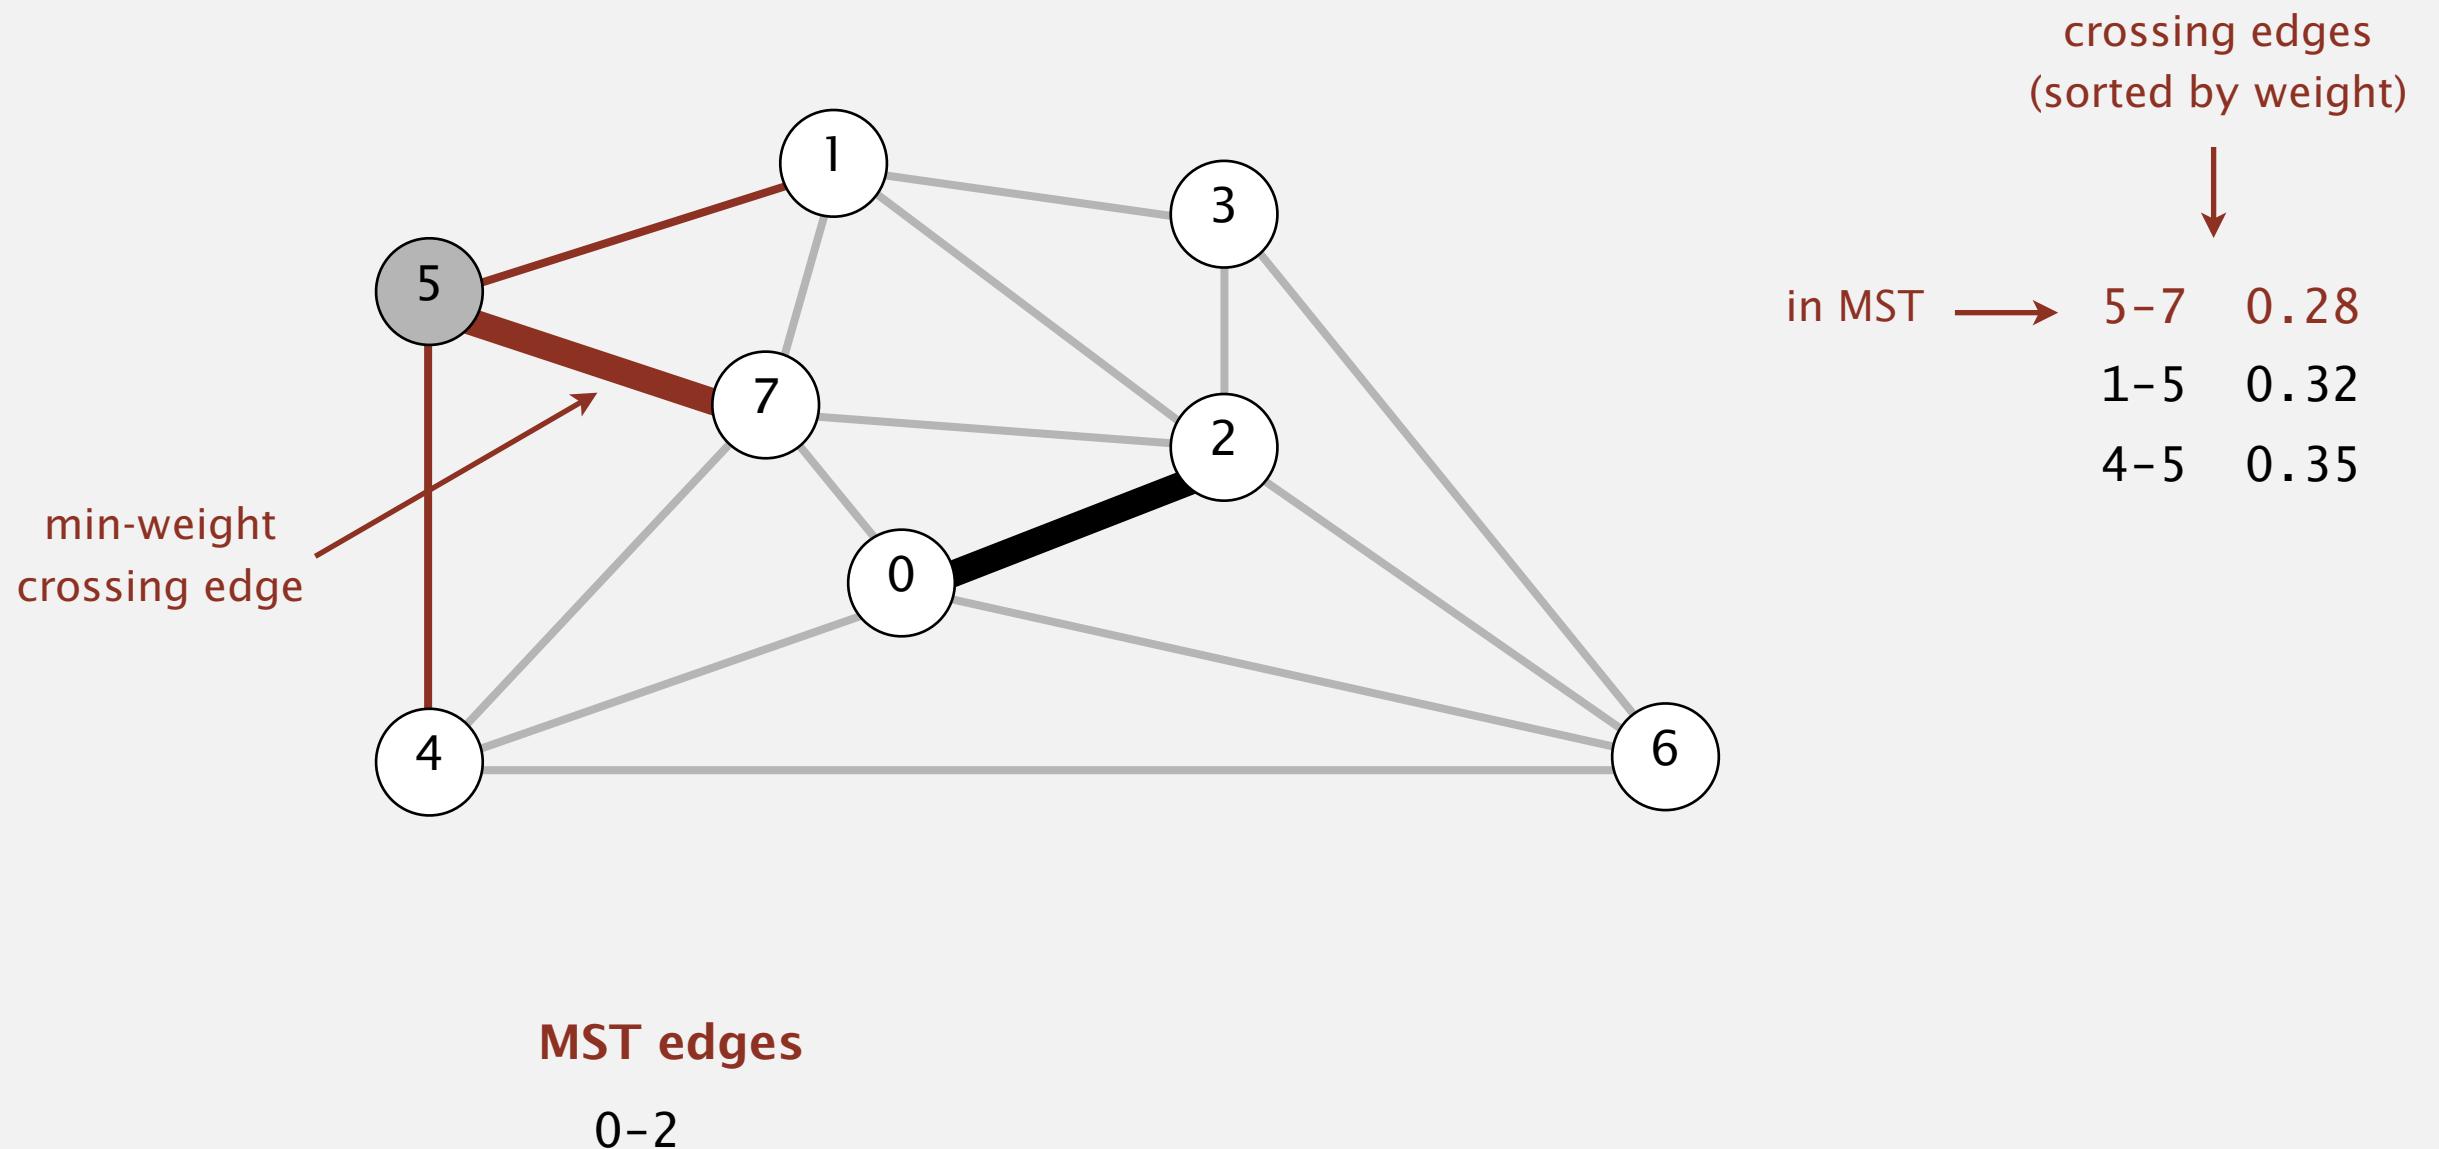 crossing edges
(sorted by weight)
1
3
5
in MST
5-7 0.28
7
1-5 0.32
2
4-5 0.35
min-weight
crossing edge
0
4
6
MST edges
0-2